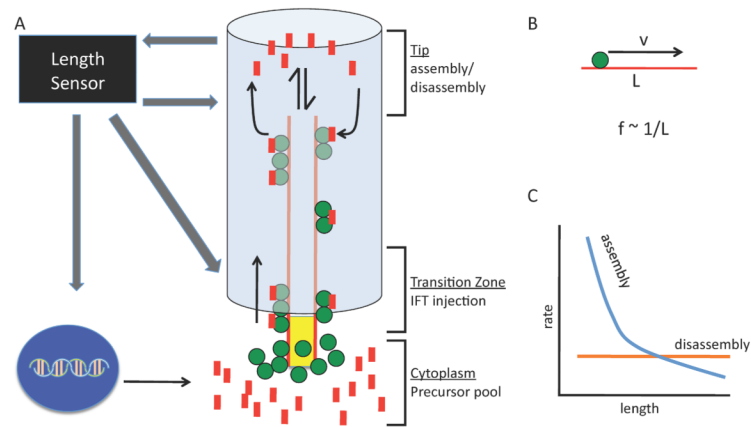 A
Length
Sensor
Tip
assembly/
disassembly
Transition Zone
IFT injection
Cytoplasm
Precursor pool
B
v
L
f ~ 1/L
C
rate
assembly
disassembly
length